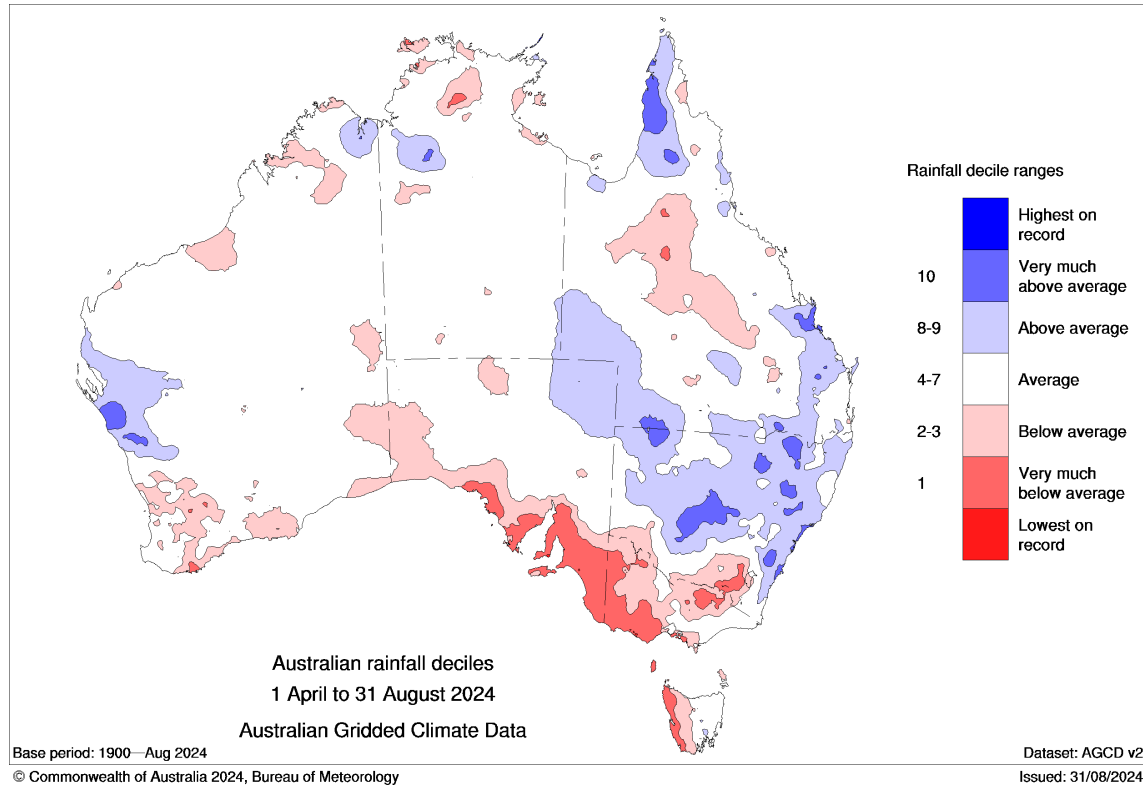 Rainfall decile ranges
Highest on
record
10
Very much
above average
8-9
Above average
4-7
Average
2-3
Below average
1
Very much
below average
Lowest on
record
Australian rainfall deciles
1 April to 31 August 2024
Australian Gridded Climate Data
Base period: 1900—Aug 2024
Dataset: AGCD v2
© Commonwealth of Australia 2024, Bureau of Meteorology
Issued: 31/08/2024